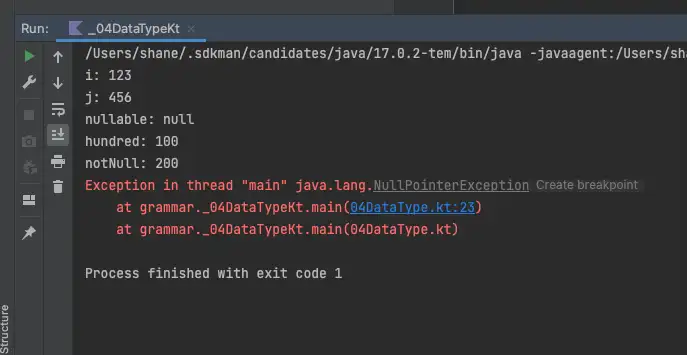 Run: _04DataTypeKt
/Users/shane/.sdkman/candidates/java/17.0.2-tem/bin/java -javaagent:/Users/sha
i: 123
j: 456
nullable: null
hundred: 100
notNull: 200
Exception in thread "main" java.lang.NullPointerException Create breakpoint
at grammar._04DataTypeKt.main(04DataType.kt:23)
at grammar._04DataTypeKt.main(04DataType.kt)
Process finished with exit code 1
Structure